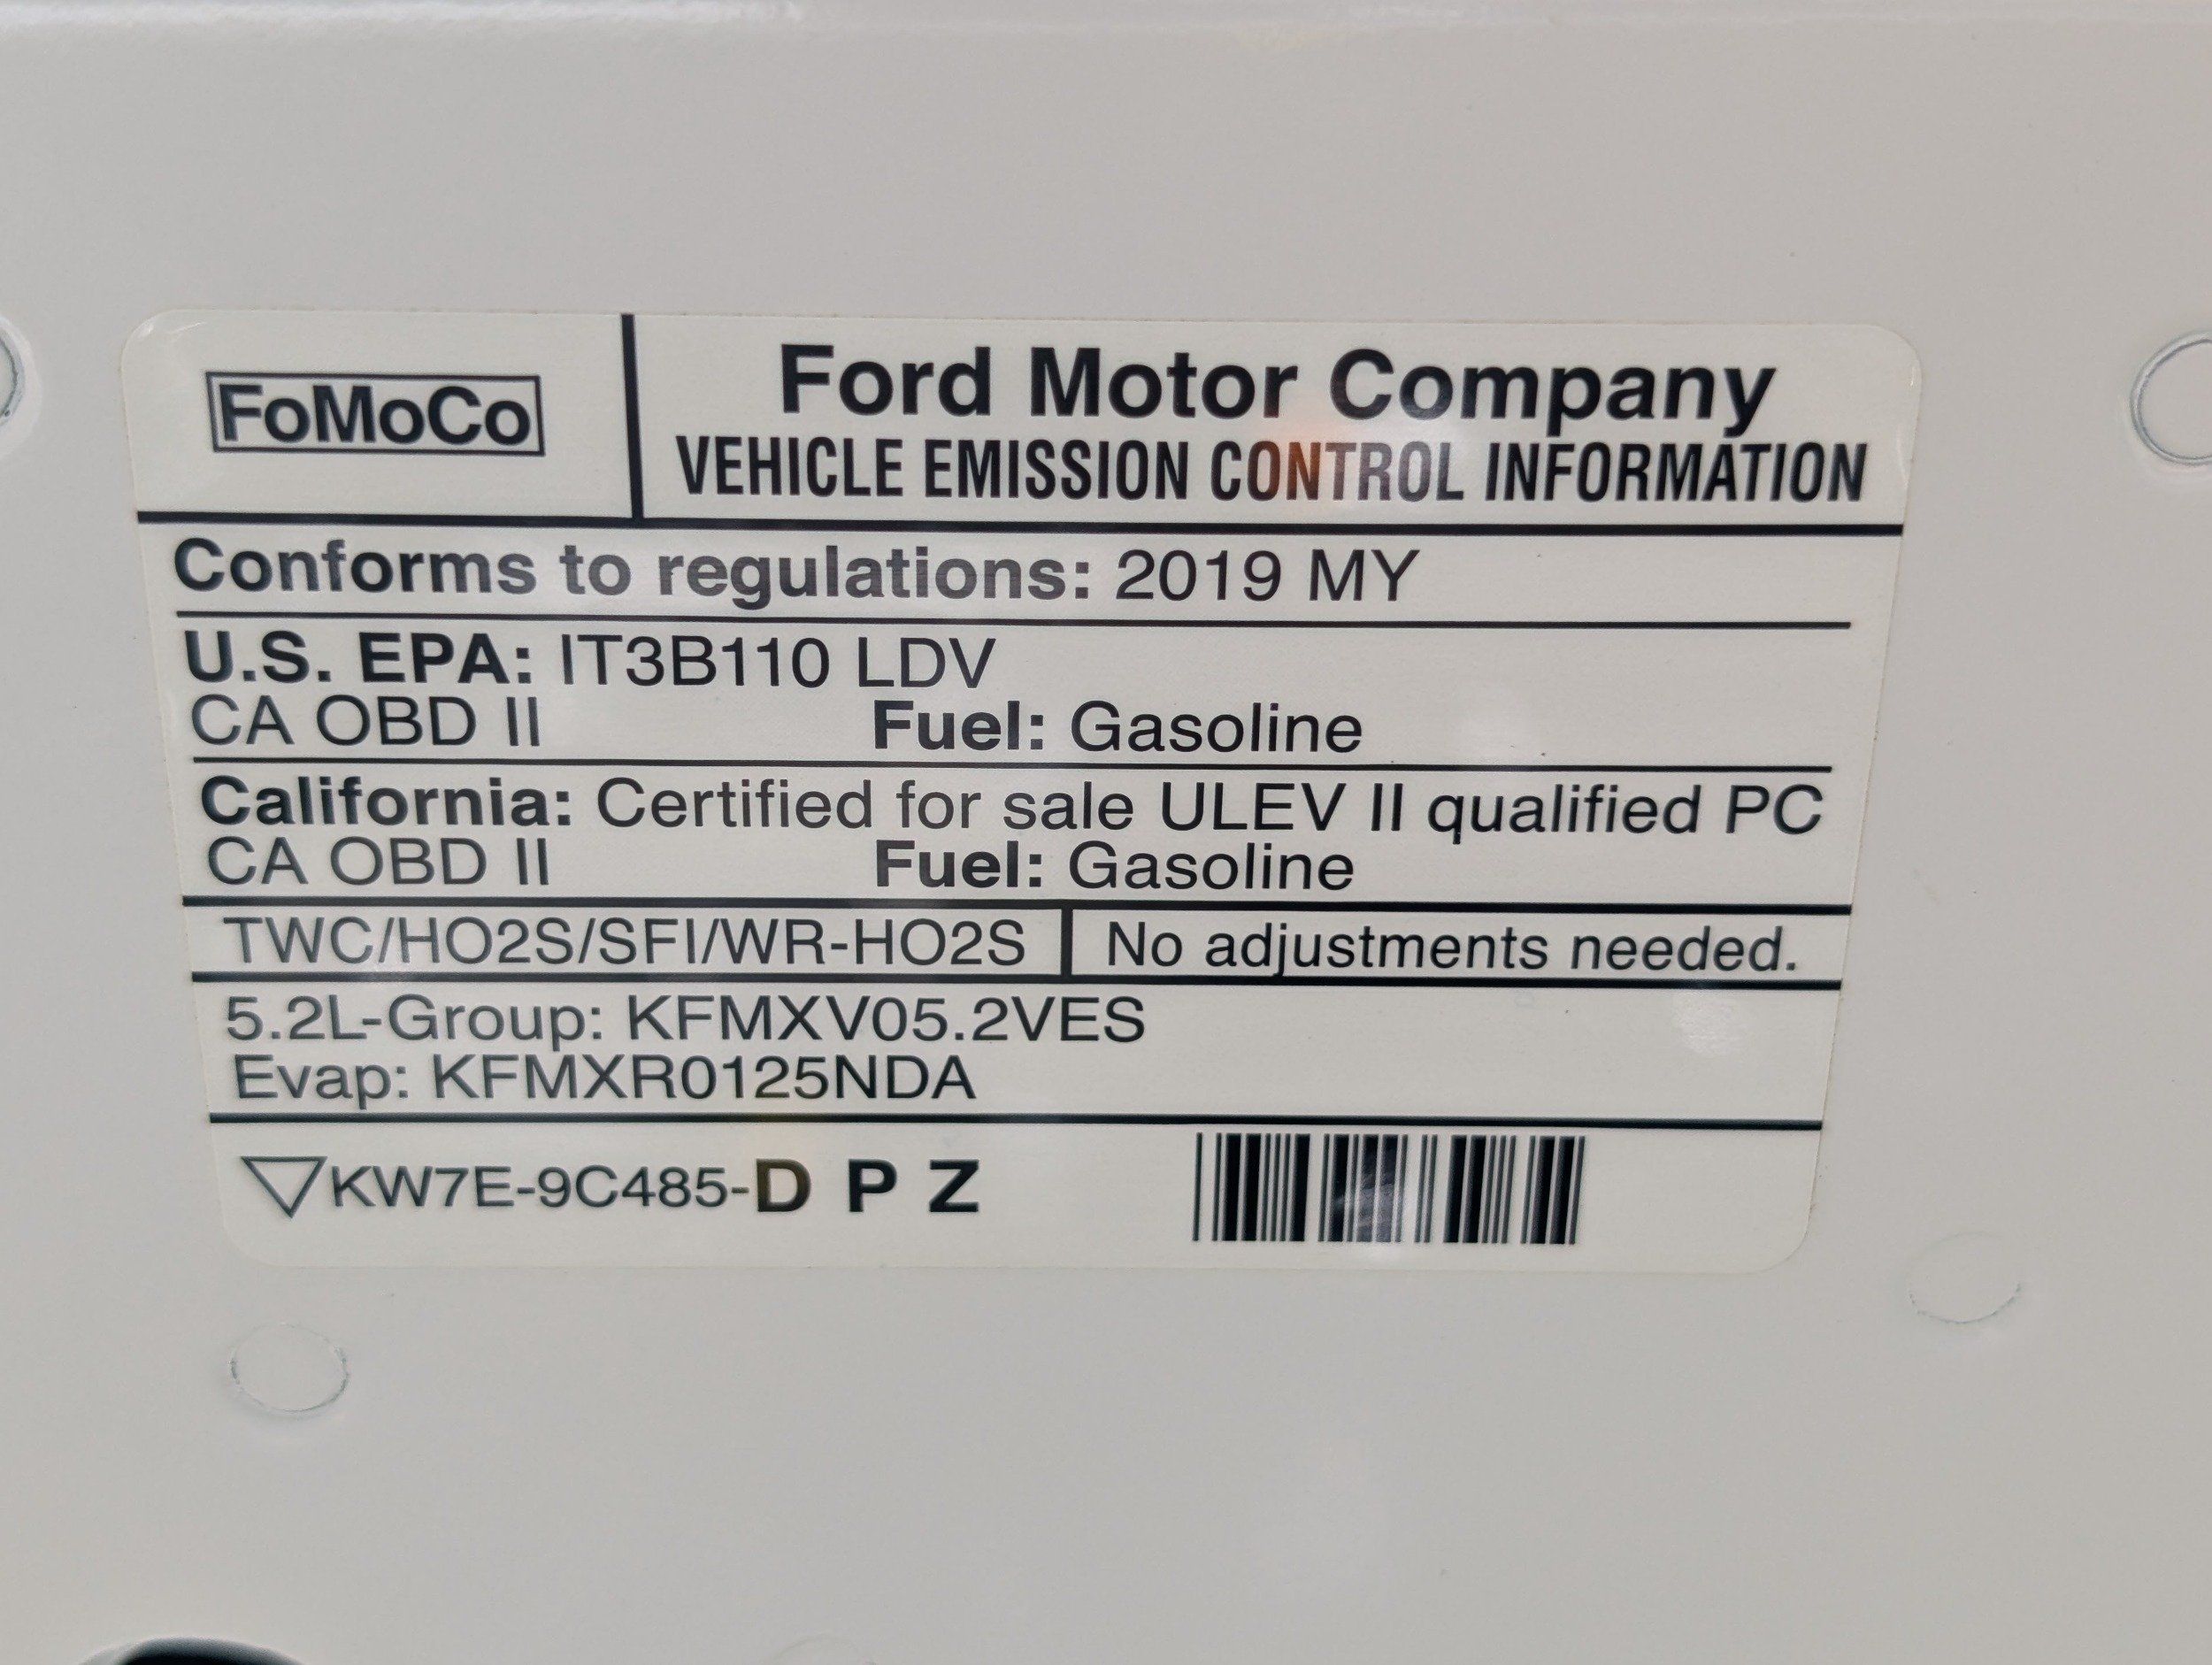 FoMoCo
Ford Motor Company
VEHICLE EMISSION CONTROL INFORMATION
Conforms to regulations: 2019 MY
U.S. EPA: IT3B110 LDV
CA OBD II Fuel: Gasoline
California: Certified for sale ULEV II qualified PC
CA OBD II Fuel: Gasoline
TWC/HO2S/SFI/WR-HO2S No adjustments needed.
5.2L-Group: KFMXV05.2VES
Evap: KFMXR0125NDA
KW7E-9C485-D P Z